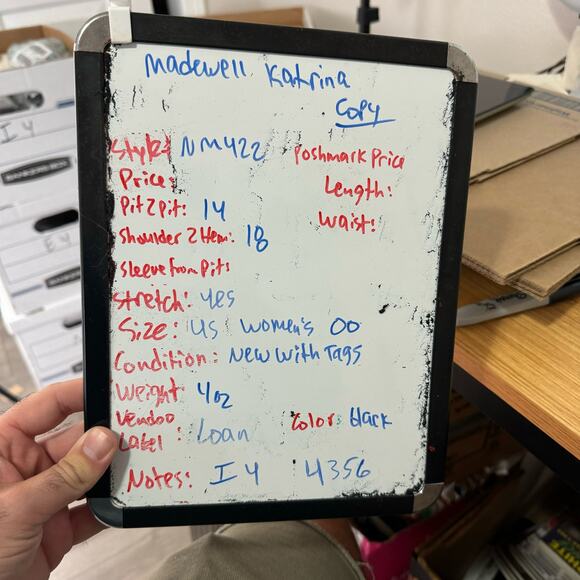 Madewell Katrina
Copy
Style# NM422 Poshmark Price
Price:
Length:
Pit2Pit: 14
Waist:
Shoulder 2 Hem: 18
Sleeve from Pit:
Stretch: yes
Size: US Women's 00
Condition: New With Tags
Weight: 4oz
Vendoo Label: Loan
Color: black
Notes: I4 4356
I 4